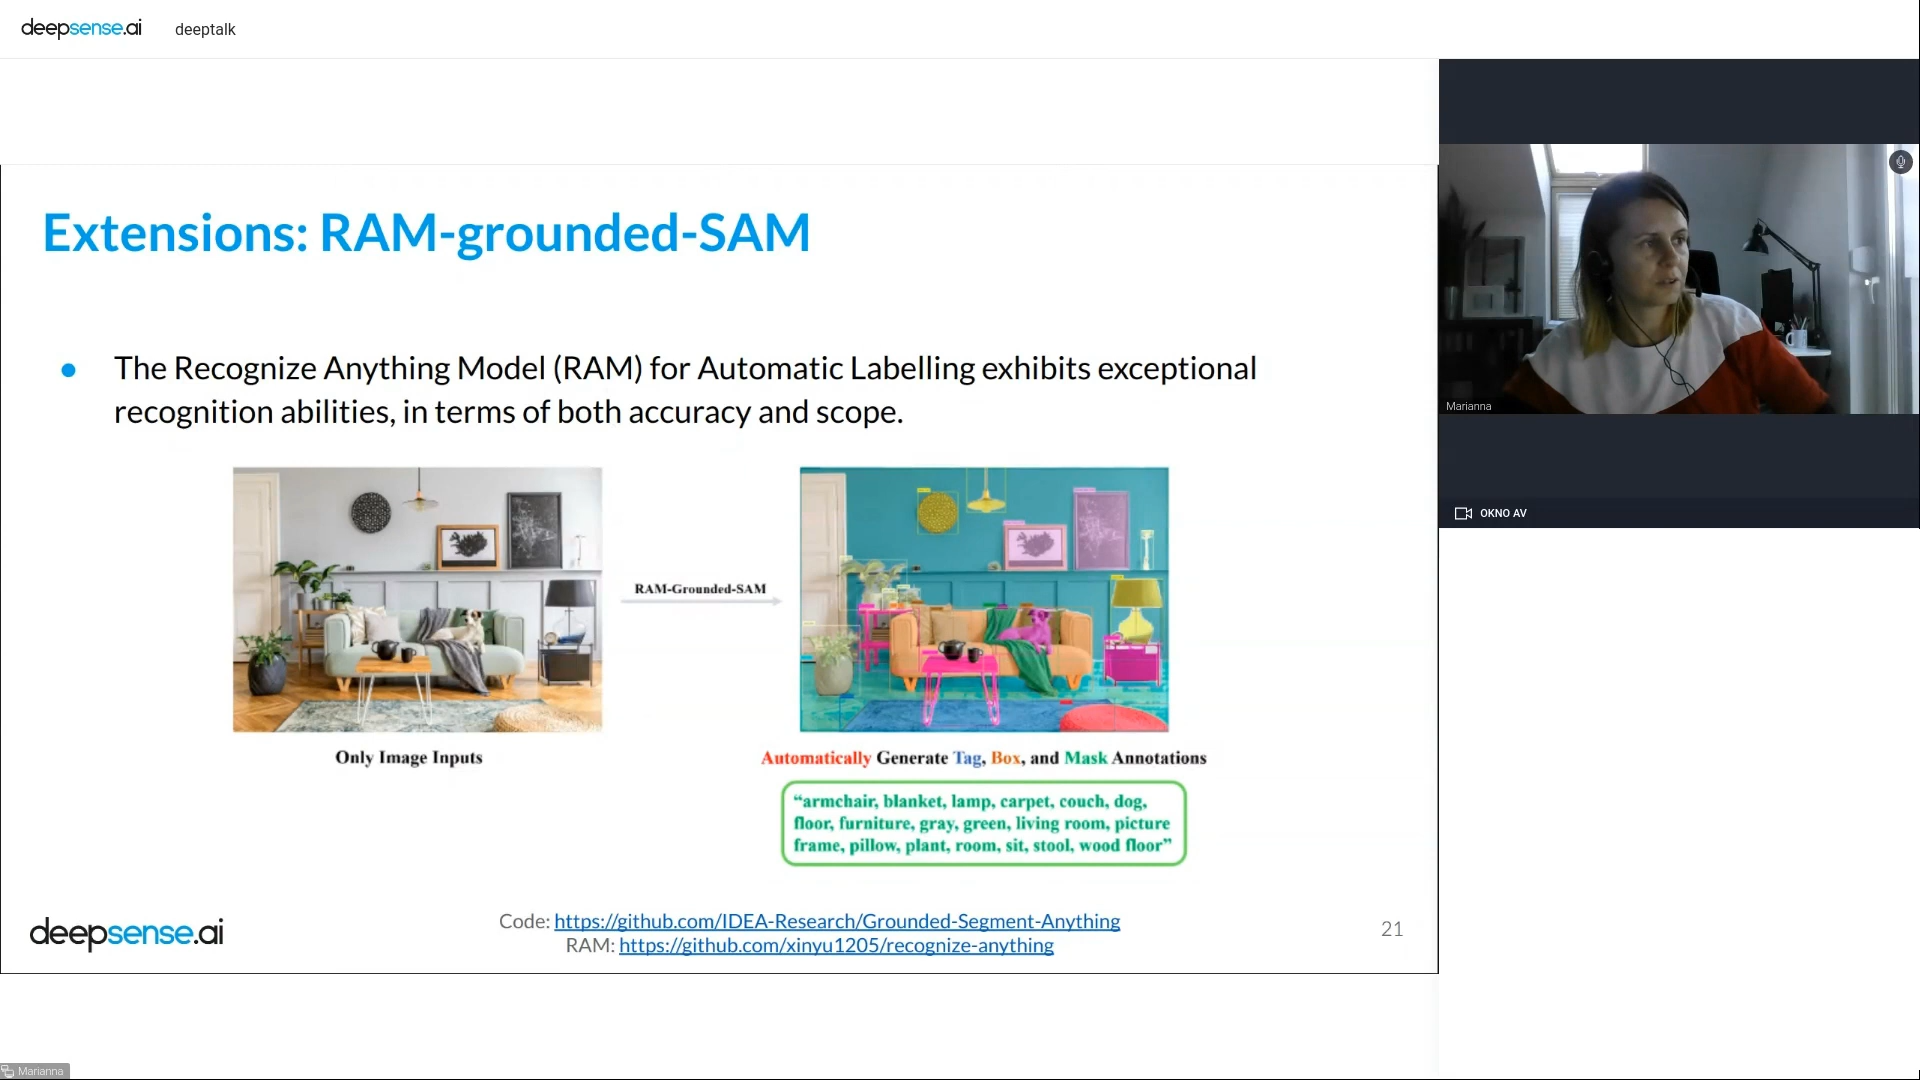 deepsense.ai
deeptalk
Extensions: RAM-grounded-SAM
The Recognize Anything Model (RAM) for Automatic Labelling exhibits exceptional
recognition abilities, in terms of both accuracy and scope.
RAM-Grounded-SAM
Only Image Inputs
Automatically Generate Tag, Box, and Mask Annotations
“armchair, blanket, lamp, carpet, couch, dog,
floor, furniture, gray, green, living room, picture
frame, pillow, plant, room, sit, stool, wood floor”
deepsense.ai
Code: https://github.com/IDEA-Research/Grounded-Segment-Anything
RAM: https://github.com/xinyu1205/recognize-anything
21
Marianna
OKNO AV
Marianna